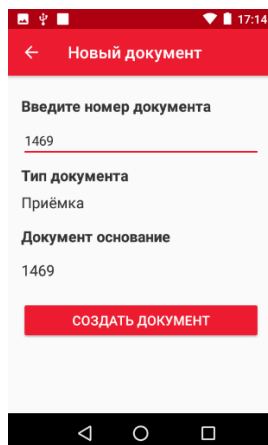 17:14
Новый документ
Введите номер документа
1469
Тип документа
Приёмка
Документ основание
1469
СОЗДАТЬ ДОКУМЕНТ